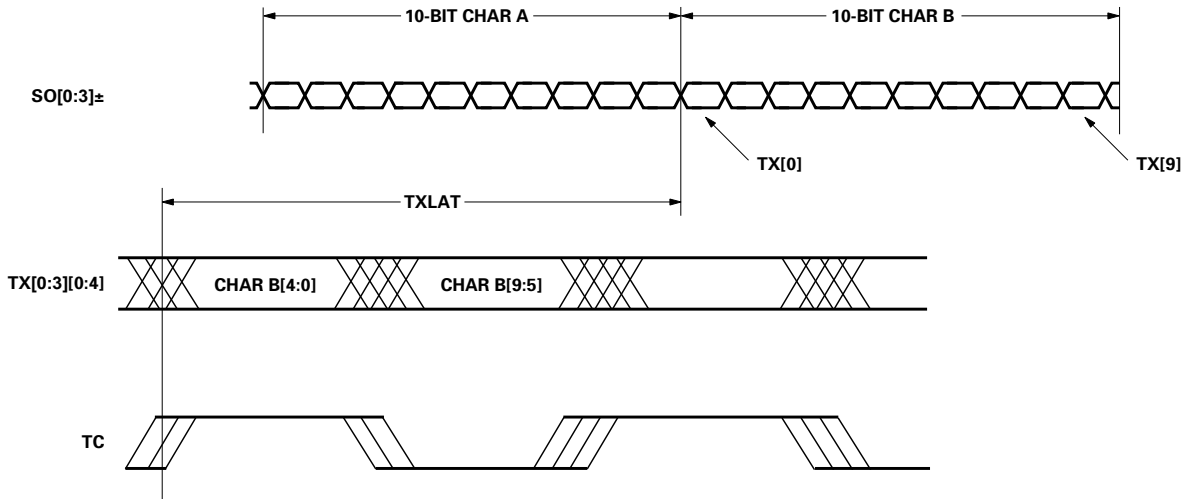 10-BIT CHAR A
10-BIT CHAR B
SO[0:3]±
TX[0]
TX[9]
TXLAT
TX[0:3][0:4]
CHAR B[4:0]
CHAR B[9:5]
TC